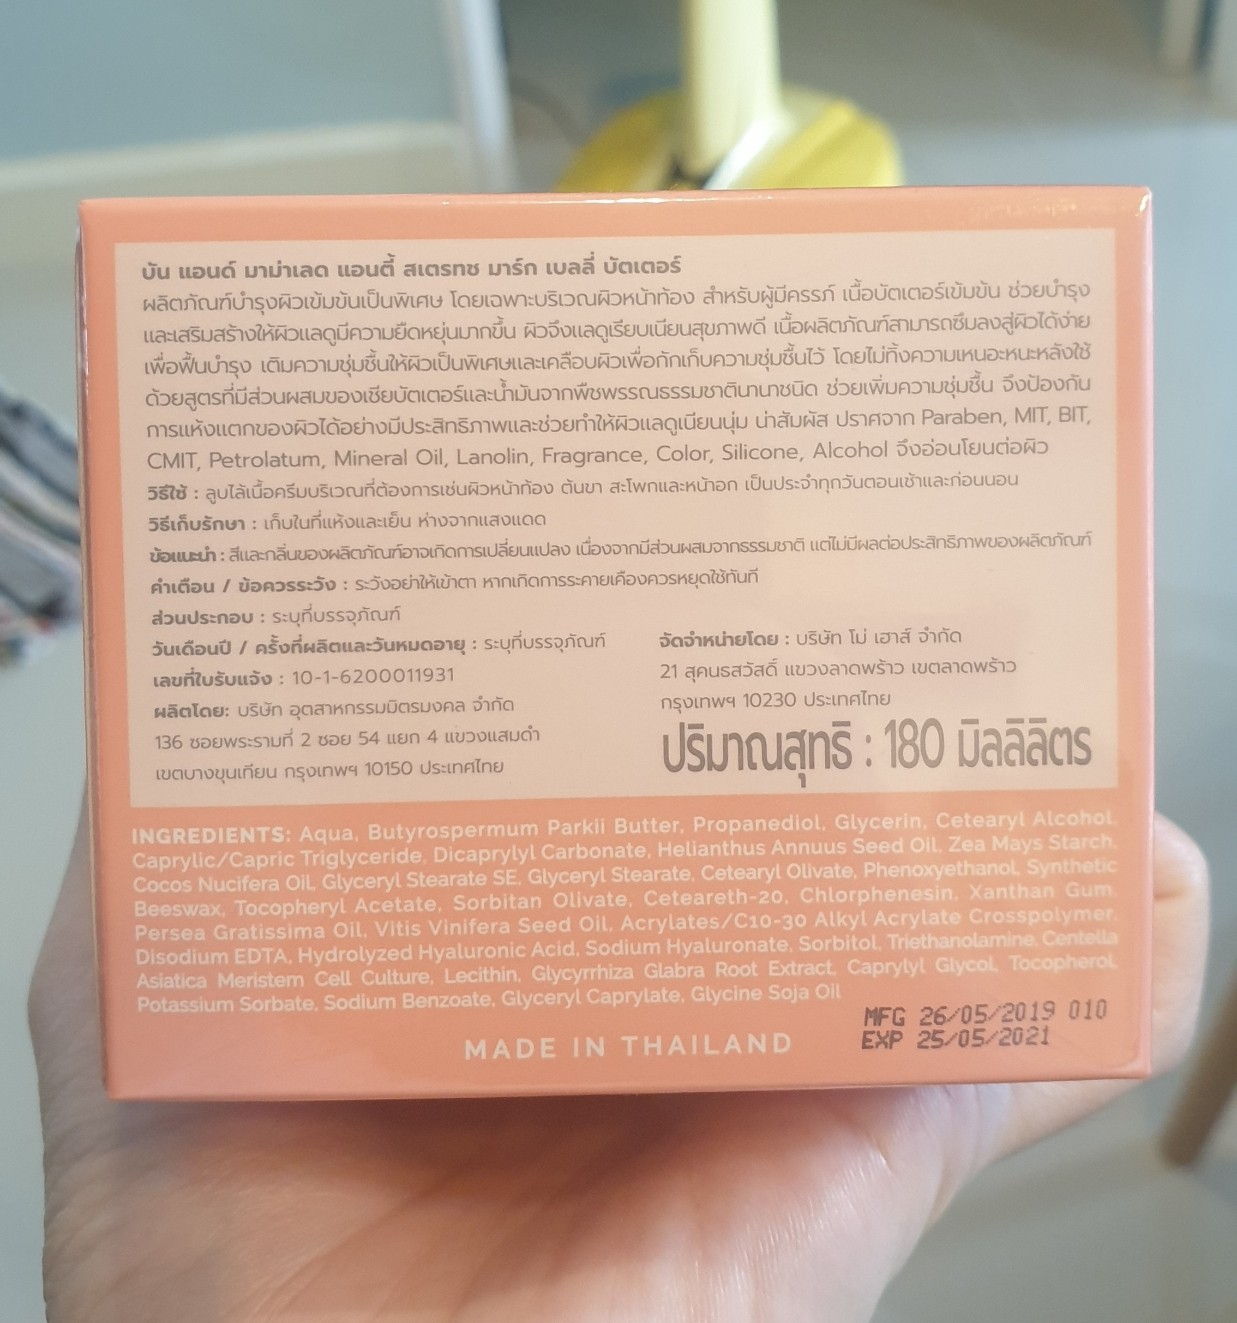 บัน แอนด์ มาม่าเลด แอนตี้ สเตรทช มาร์ก เบลลี่ บัตเตอร์
ผลิตภัณฑ์บำรุงผิวเข้มข้นเป็นพิเศษ โดยเฉพาะบริเวณผิวหน้าท้อง สำหรับผู้มีครรภ์ เนื้อบัตเตอร์เข้มข้น ช่วยบำรุง
และเสริมสร้างให้ผิวแลดูมีความยืดหยุ่นมากขึ้น ผิวจึงแลดูเรียบเนียนสุขภาพดี เนื้อผลิตภัณฑ์สามารถซึมลงสู่ผิวได้ง่าย
เพื่อฟื้นบำรุง เติมความชุ่มชื้นให้ผิวเป็นพิเศษและเคลือบผิวเพื่อกักเก็บความชุ่มชื้นไว้ โดยไม่ทิ้งความเหนอะหนะหลังใช้
ด้วยสูตรที่มีส่วนผสมของเชียบัตเตอร์และน้ำมันจากพืชพรรณธรรมชาตินานาชนิด ช่วยเพิ่มความชุ่มชื้น จึงป้องกัน
การแห้งแตกของผิวได้อย่างมีประสิทธิภาพและช่วยทำให้ผิวแลดูเนียนนุ่ม น่าสัมผัส ปราศจาก Paraben, MIT, BIT,
CMIT, Petrolatum, Mineral Oil, Lanolin, Fragrance, Color, Silicone, Alcohol จึงอ่อนโยนต่อผิว
วิธีใช้ : ลูบไล้เนื้อครีมบริเวณที่ต้องการเช่นผิวหน้าท้อง ต้นขา สะโพกและหน้าอก เป็นประจำทุกวันตอนเช้าและก่อนนอน
วิธีเก็บรักษา : เก็บในที่แห้งและเย็น ห่างจากแสงแดด
ข้อแนะนำ : สีและกลิ่นของผลิตภัณฑ์อาจเกิดการเปลี่ยนแปลง เนื่องจากมีส่วนผสมจากธรรมชาติ แต่ไม่มีผลต่อประสิทธิภาพของผลิตภัณฑ์
คำเตือน / ข้อควรระวัง : ระวังอย่าให้เข้าตา หากเกิดการระคายเคืองควรหยุดใช้ทันที
ส่วนประกอบ : ระบุที่บรรจุภัณฑ์
วันเดือนปี / ครั้งที่ผลิตและวันหมดอายุ : ระบุที่บรรจุภัณฑ์
เลขที่ใบรับแจ้ง : 10-1-6200011931
ผลิตโดย: บริษัท อุตสาหกรรมมิตรมงคล จำกัด
136 ซอยพระรามที่ 2 ซอย 54 แยก 4 แขวงแสมดำ
เขตบางขุนเทียน กรุงเทพฯ 10150 ประเทศไทย
จัดจำหน่ายโดย : บริษัท โม่ เฮาส์ จำกัด
21 สุคนธสวัสดิ์ แขวงลาดพร้าว เขตลาดพร้าว
กรุงเทพฯ 10230 ประเทศไทย
ปริมาณสุทธิ : 180 มิลลิลิตร
INGREDIENTS: Aqua, Butyrospermum Parkii Butter, Propanediol, Glycerin, Cetearyl Alcohol,
Caprylic/Capric Triglyceride, Dicaprylyl Carbonate, Helianthus Annuus Seed Oil, Zea Mays Starch,
Cocos Nucifera Oil, Glyceryl Stearate SE, Glyceryl Stearate, Cetearyl Olivate, Phenoxyethanol, Synthetic
Beeswax, Tocopheryl Acetate, Sorbitan Olivate, Ceteareth-20, Chlorphenesin, Xanthan Gum,
Persea Gratissima Oil, Vitis Vinifera Seed Oil, Acrylates/C10-30 Alkyl Acrylate Crosspolymer,
Disodium EDTA, Hydrolyzed Hyaluronic Acid, Sodium Hyaluronate, Sorbitol, Triethanolamine, Centella
Asiatica Meristem Cell Culture, Lecithin, Glycyrrhiza Glabra Root Extract, Caprylyl Glycol, Tocopherol,
Potassium Sorbate, Sodium Benzoate, Glyceryl Caprylate, Glycine Soja Oil
MFG 26/05/2019 010
EXP 25/05/2021
MADE IN THAILAND